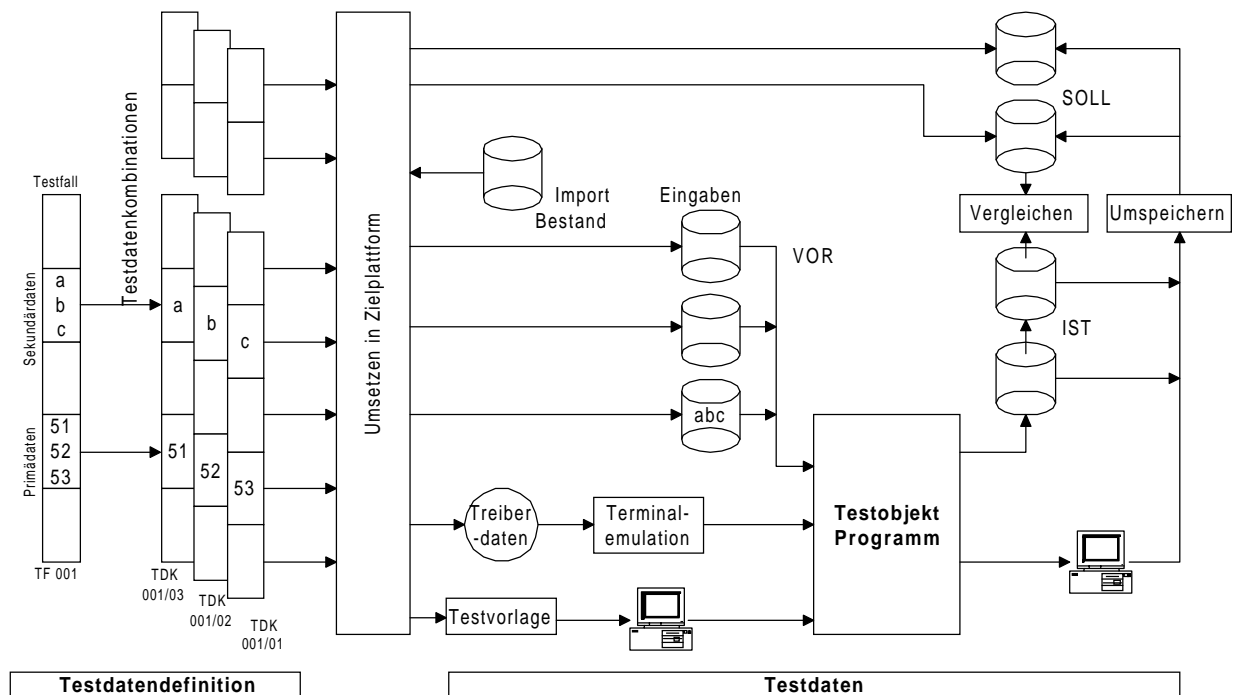 Testfall
Sekundärdaten
a
b
c
Primädaten
51
52
53
TF 001
Testdatenkombinationen
a
b
c
51
52
53
TDK
001/03
TDK
001/02
TDK
001/01
Umsetzen in Zielplattform
Import
Bestand
Eingaben
abc
VOR
Treiber
-daten
Terminal-
emulation
Testvorlage
Testobjekt
Programm
SOLL
Vergleichen
Umspeichern
IST
Testdatendefinition
Testdaten